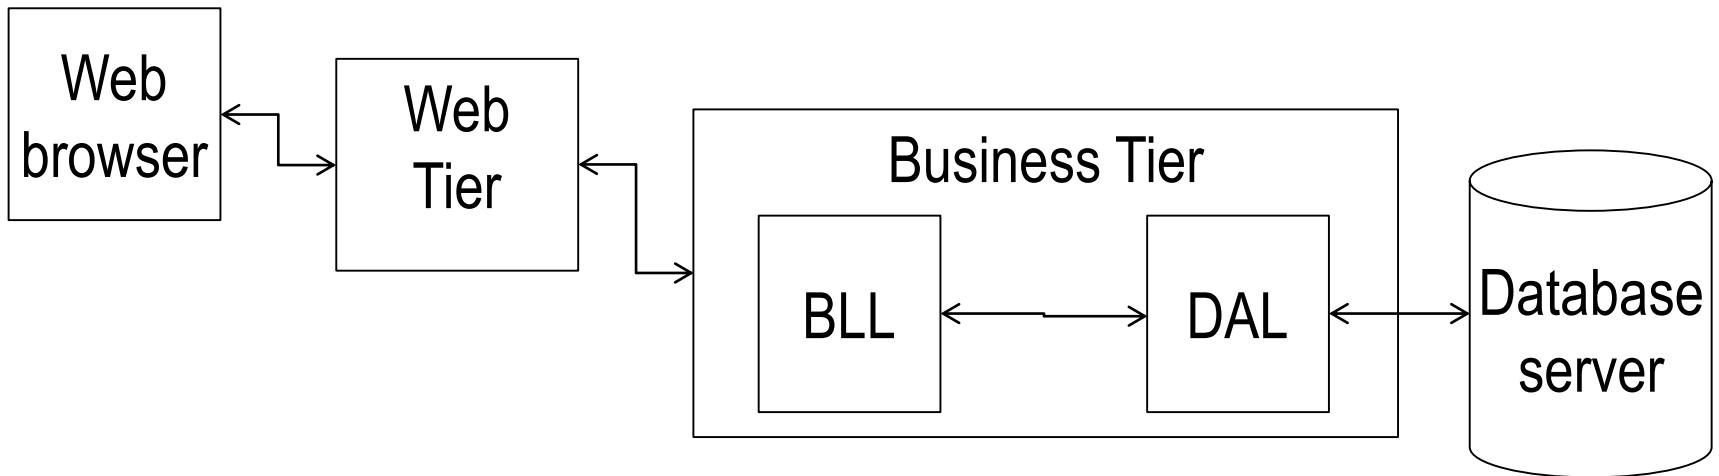 Web
browser
Web
Tier
Business Tier
BLL
DAL
Database
server